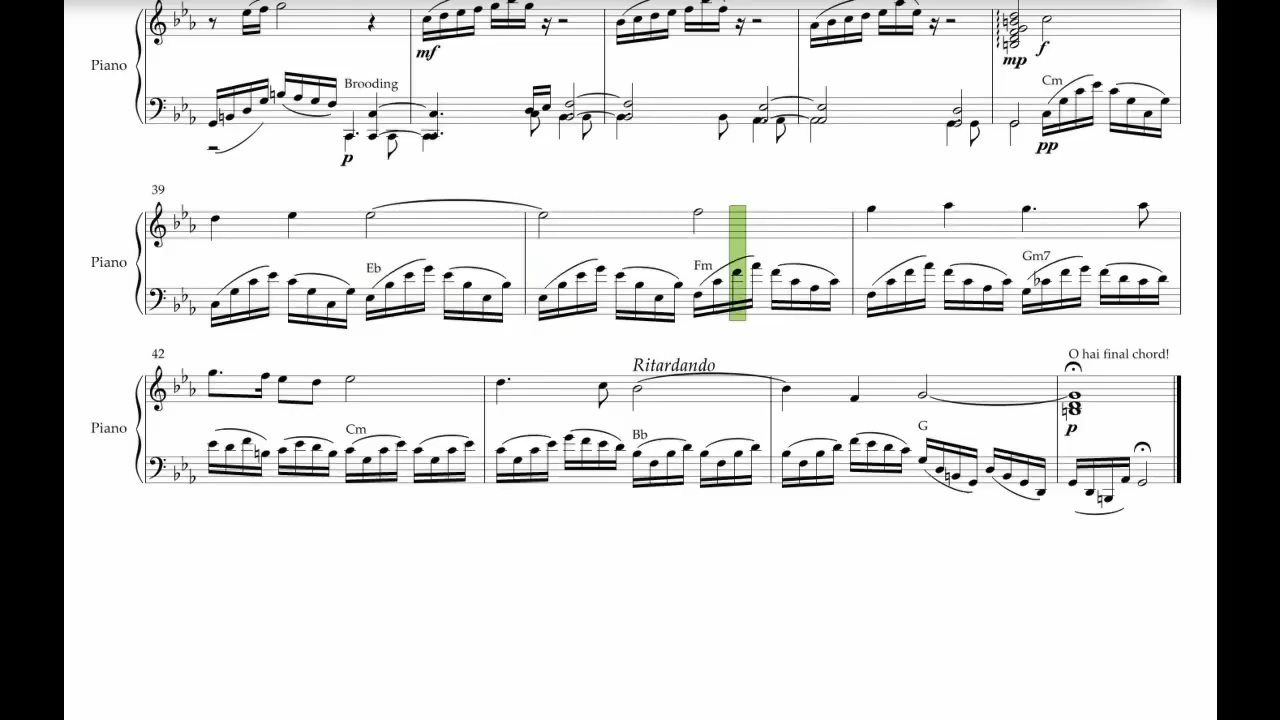 Brooding
Piano
mf
mp
f
Cm
p
pp
39
Piano
Eb
Fm
Gm7
42
Ritardando
O hai final chord!
Piano
Cm
Bb
G
p